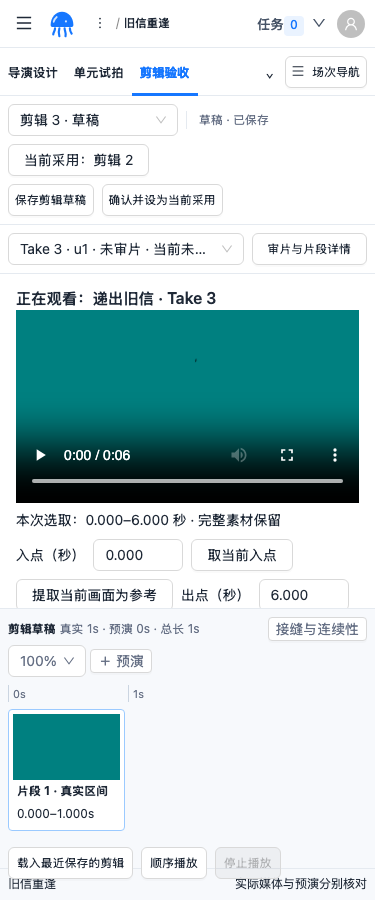 / 旧信重逢
任务 0
导演设计 单元试拍 剪辑验收
场次导航
剪辑 3 · 草稿
草稿 · 已保存
当前采用：剪辑 2
保存剪辑草稿 确认并设为当前采用
Take 3 · u1 · 未审片 · 当前未...
审片与片段详情
正在观看：递出旧信 · Take 3
0:00 / 0:06
本次选取：0.000–6.000 秒 · 完整素材保留
入点（秒） 0.000 取当前入点
提取当前画面为参考 出点（秒） 6.000
剪辑草稿 真实 1s · 预演 0s · 总长 1s
接缝与连续性
100% + 预演
0s 1s
片段 1 · 真实区间
0.000–1.000s
载入最近保存的剪辑 顺序播放 停止播放
旧信重逢 实际媒体与预演分别核对